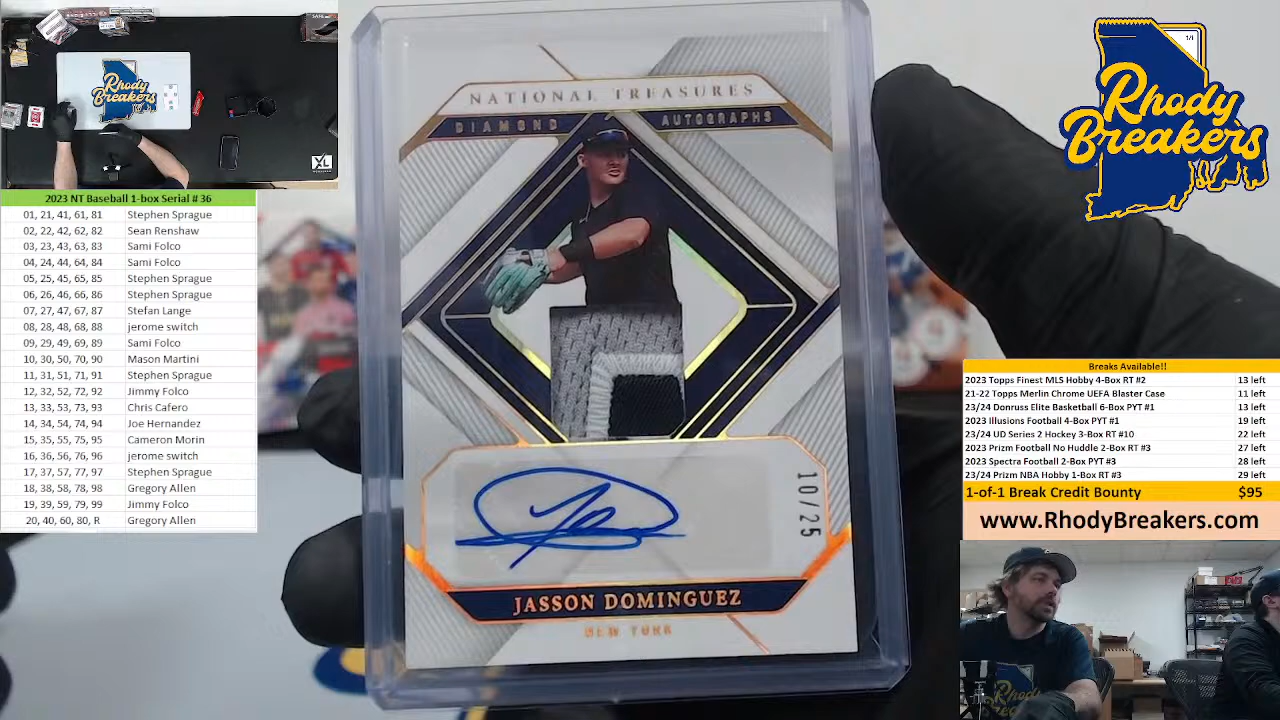 Rhody
Breakers
XL
2023 NT Baseball 1-box Serial # 36
01, 21, 41, 61, 81 Stephen Sprague
02, 22, 42, 62, 82 Sean Renshaw
03, 23, 43, 63, 83 Sami Folco
04, 24, 44, 64, 84 Sami Folco
05, 25, 45, 65, 85 Stephen Sprague
06, 26, 46, 66, 86 Stephen Sprague
07, 27, 47, 67, 87 Stefan Lange
08, 28, 48, 68, 88 jerome switch
09, 29, 49, 69, 89 Sami Folco
10, 30, 50, 70, 90 Mason Martini
11, 31, 51, 71, 91 Stephen Sprague
12, 32, 52, 72, 92 Jimmy Folco
13, 33, 53, 73, 93 Chris Cafero
14, 34, 54, 74, 94 Joe Hernandez
15, 35, 55, 75, 95 Cameron Morin
16, 36, 56, 76, 96 jerome switch
17, 37, 57, 77, 97 Stephen Sprague
18, 38, 58, 78, 98 Gregory Allen
19, 39, 59, 79, 99 Jimmy Folco
20, 40, 60, 80, R Gregory Allen
NATIONAL TREASURES
DIAMOND AUTOGRAPHS
10/25
JASSON DOMINGUEZ
NEW YORK
1/1
Rhody
Breakers
Breaks Available!!
2023 Topps Finest MLS Hobby 4-Box RT #2 13 left
21-22 Topps Merlin Chrome UEFA Blaster Case 11 left
23/24 Donruss Elite Basketball 6-Box PYT #1 13 left
2023 Illusions Football 4-Box PYT #1 19 left
23/24 UD Series 2 Hockey 3-Box RT #10 22 left
2023 Prizm Football No Huddle 2-Box RT #3 27 left
2023 Spectra Football 2-Box PYT #3 28 left
23/24 Prizm NBA Hobby 1-Box RT #3 29 left
1-of-1 Break Credit Bounty $95
www.RhodyBreakers.com
Rhody
Breakers